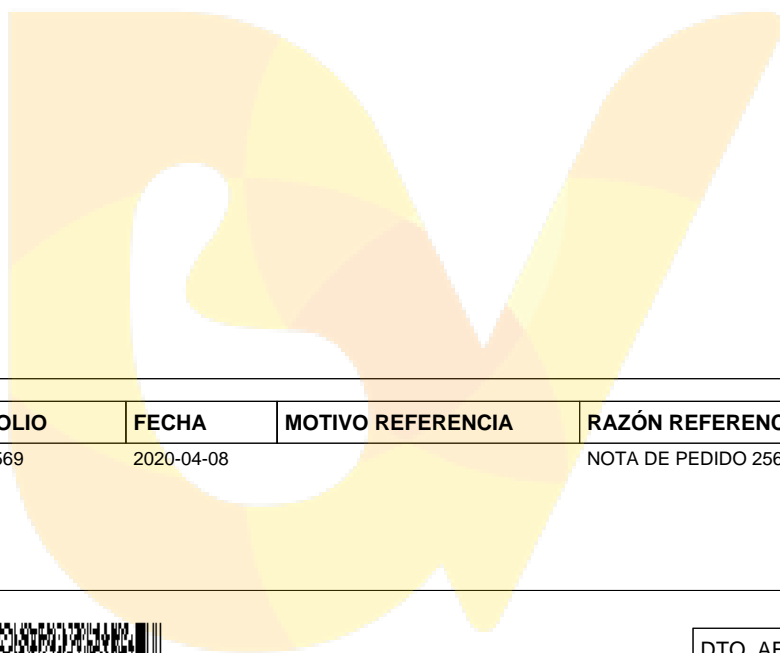 OLIO FECHA MOTIVO REFERENCIA RAZÓN REFERENC
569 2020-04-08 NOTA DE PEDIDO 256
DTO. AF